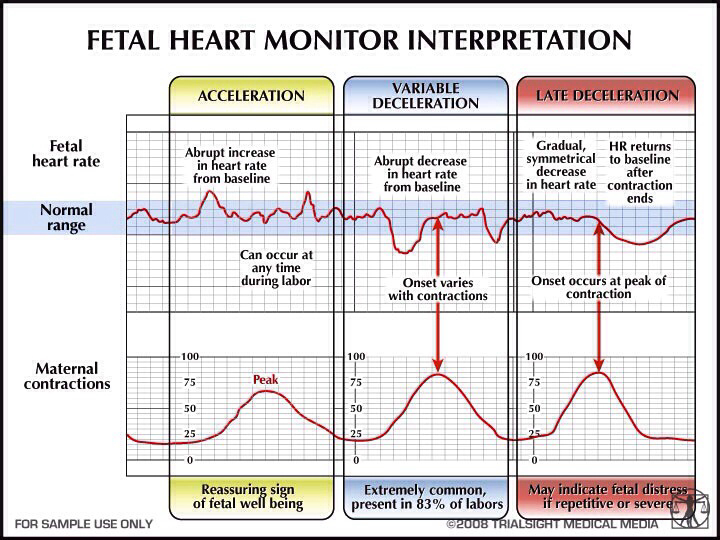 FETAL HEART MONITOR INTERPRETATION
ACCELERATION
VARIABLE
DECELERATION
LATE DECELERATION
Fetal
heart rate
Abrupt increase
in heart rate
from baseline
Abrupt decrease
in heart rate
from baseline
Gradual,
symmetrical
decrease
in heart rate
HR returns
to baseline
after
contraction
ends
Normal
range
Can occur at
any time
during labor
Onset varies
with contractions
Onset occurs at peak of
contraction
Maternal
contractions
100
75
50
25
0
Peak
100
75
50
25
0
100
75
50
25
0
Reassuring sign
of fetal well being
Extremely common,
present in 83% of labors
May indicate fetal distress
if repetitive or severe
FOR SAMPLE USE ONLY
©2008 TRIALSIGHT MEDICAL MEDIA